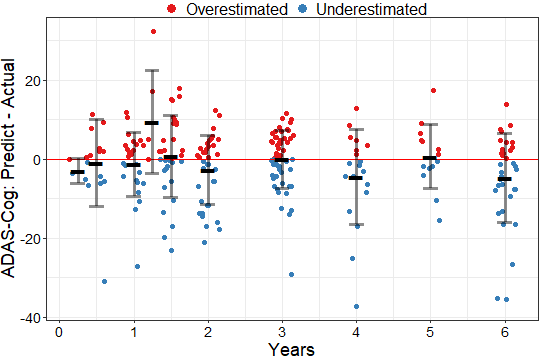 Overestimated Underestimated
ADAS-Cog: Predict - Actual
20
0
-20
-40
0 1 2 3 4 5 6
Years